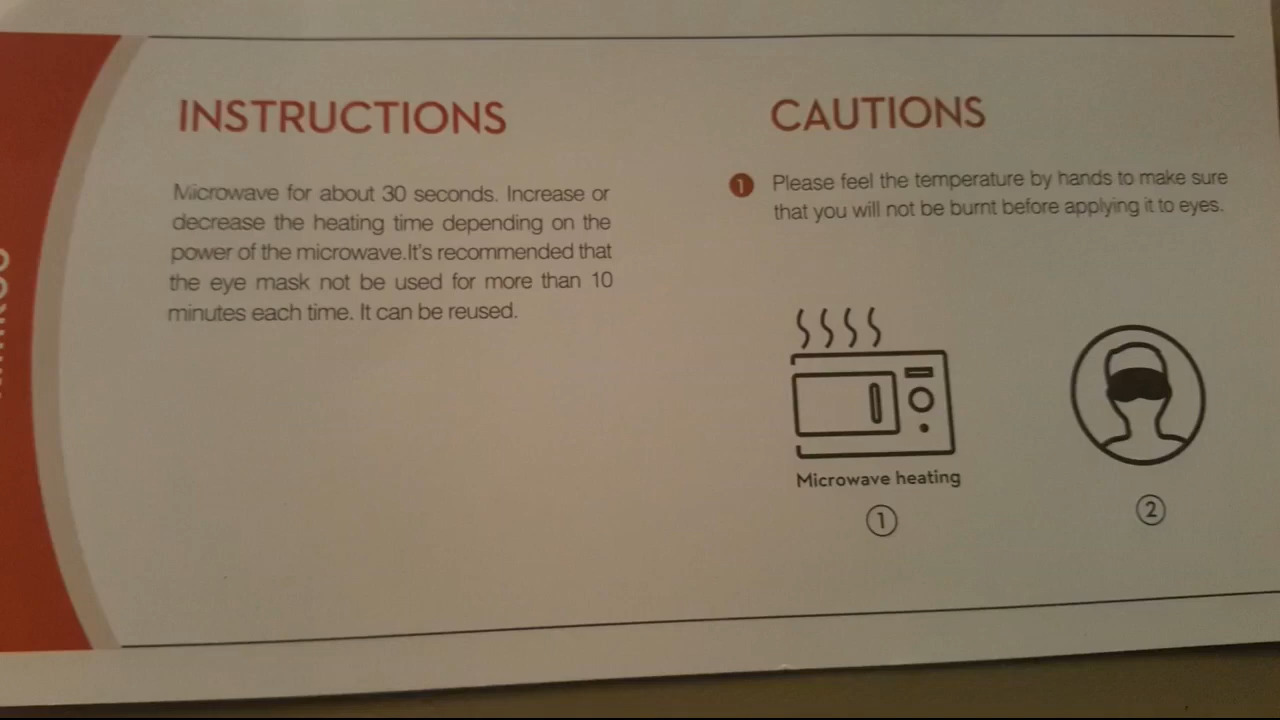 INSTRUCTIONS
Microwave for about 30 seconds. Increase or
decrease the heating time depending on the
power of the microwave.It's recommended that
the eye mask not be used for more than 10
minutes each time. It can be reused.
CAUTIONS
1 Please feel the temperature by hands to make sure
that you will not be burnt before applying it to eyes.
Microwave heating
1
2